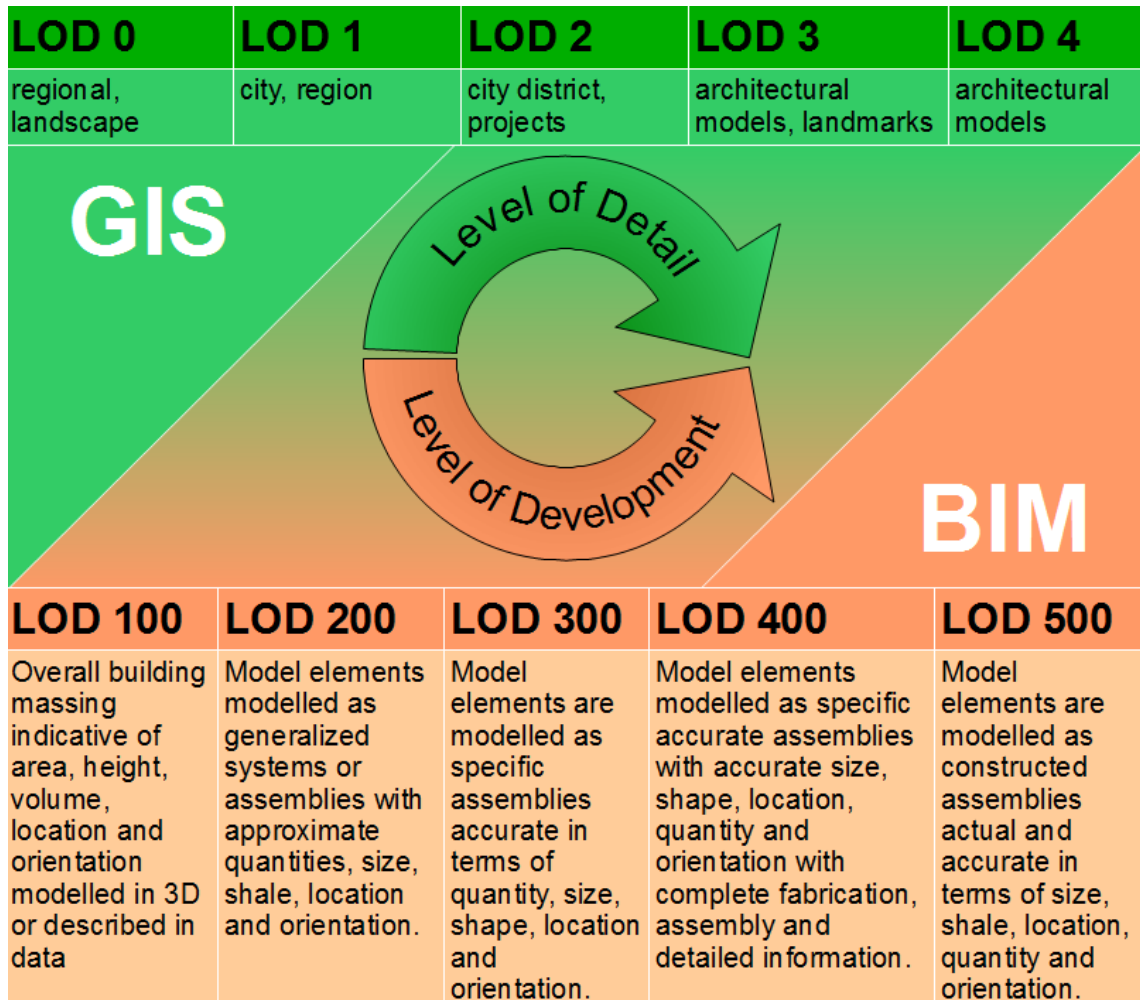 LOD 0
LOD 1
LOD 2
LOD 3
LOD 4
regional,
landscape
city, region
city district,
projects
architectural
models, landmarks
architectural
models
GIS
Level of Detail
Level of Development
BIM
LOD 100
LOD 200
LOD 300
LOD 400
LOD 500
Overall building
massing
indicative of
area, height,
volume,
location and
orientation
modelled in 3D
or described in
data
Model elements
modelled as
generalized
systems or
assemblies with
approximate
quantities, size,
shale, location
and orientation.
Model
elements are
modelled as
specific
assemblies
accurate in
terms of
quantity, size,
shape, location
and
orientation.
Model elements
modelled as specific
accurate assemblies
with accurate size,
shape, location,
quantity and
orientation with
complete fabrication,
assembly and
detailed information.
Model
elements are
modelled as
constructed
assemblies
actual and
accurate in
terms of size,
shale, location,
quantity and
orientation.